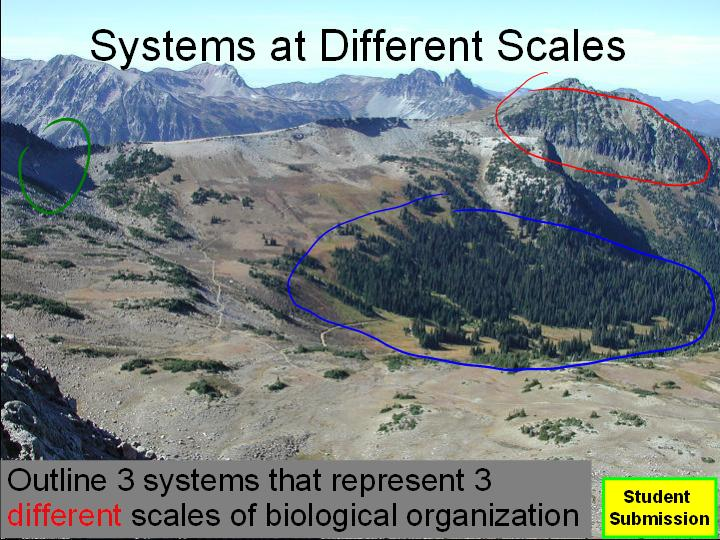 Systems at Different Scales
Outline 3 systems that represent 3
different scales of biological organization
Student
Submission